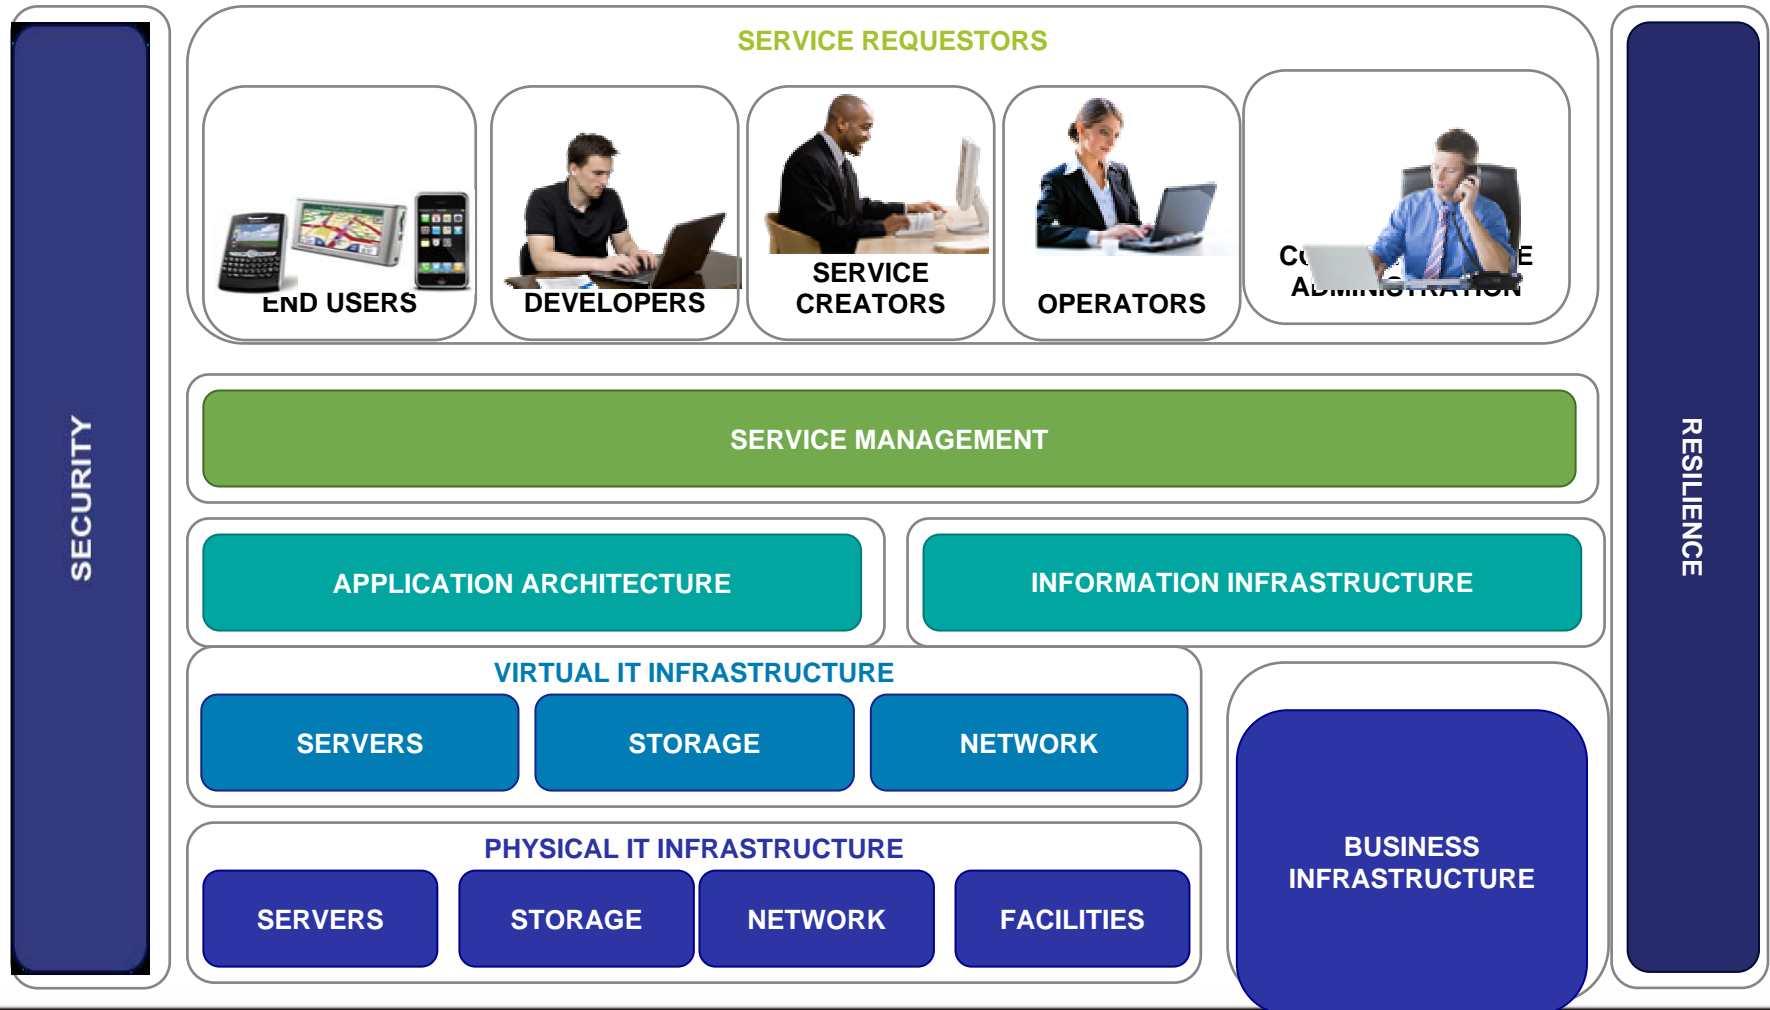 SERVICE REQUESTORS
END USERS
DEVELOPERS
SERVICE
CREATORS
OPERATORS
ADMINISTRATION
SERVICE MANAGEMENT
SECURITY
RESILIENCE
APPLICATION ARCHITECTURE
INFORMATION INFRASTRUCTURE
VIRTUAL IT INFRASTRUCTURE
SERVERS
STORAGE
NETWORK
PHYSICAL IT INFRASTRUCTURE
SERVERS
STORAGE
NETWORK
FACILITIES
BUSINESS
INFRASTRUCTURE